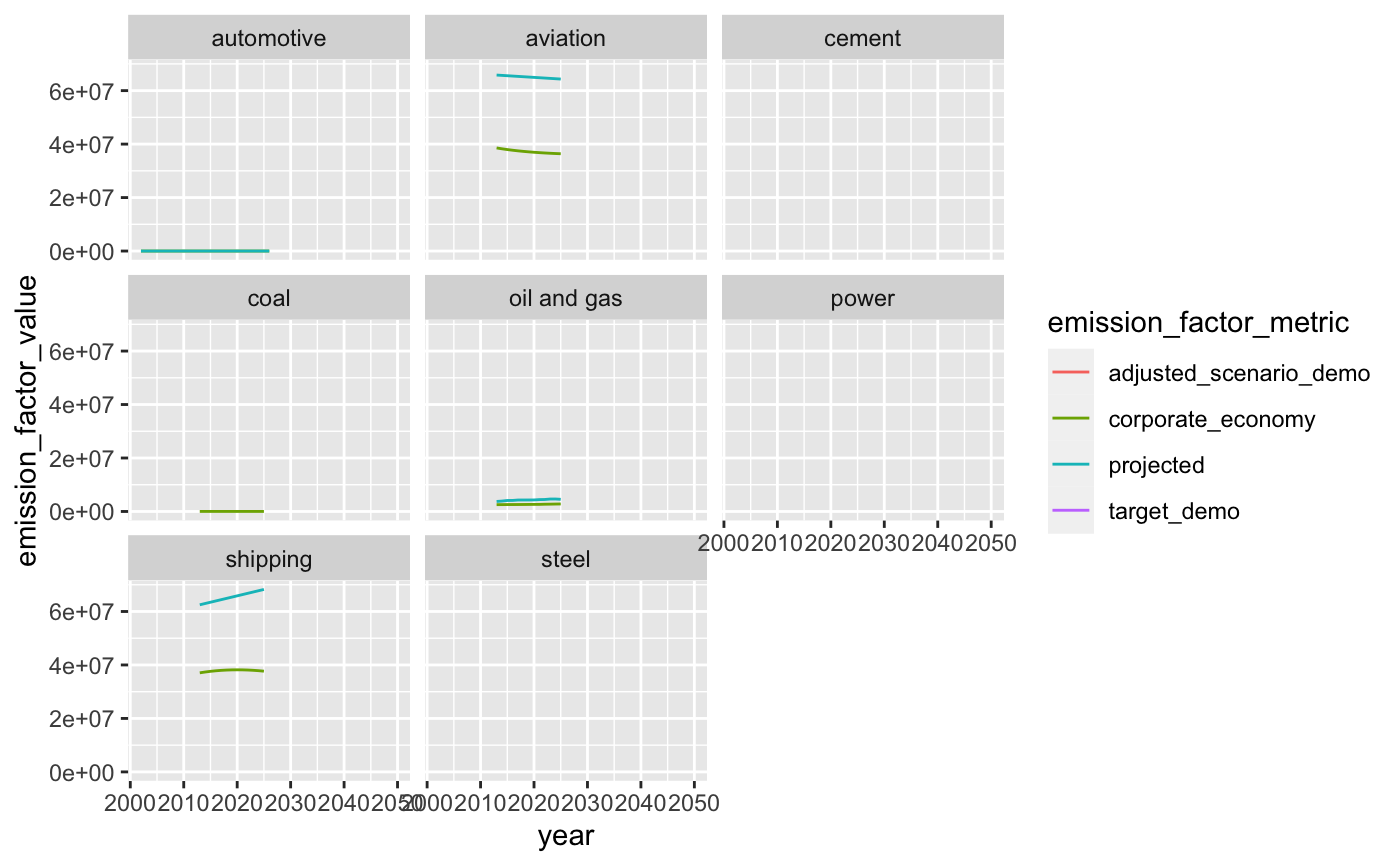 automotive
aviation
cement
6e+07
4e+07
2e+07
0e+00
coal
oil and gas
power
6e+07
4e+07
2e+07
0e+00
2000 2010 2020 2030 2040 2050
shipping
steel
6e+07
4e+07
2e+07
0e+00
2000 2010 2020 2030 2040 2050
2000 2010 2020 2030 2040 2050
year
emission_factor_value
emission_factor_metric
adjusted_scenario_demo
corporate_economy
projected
target_demo